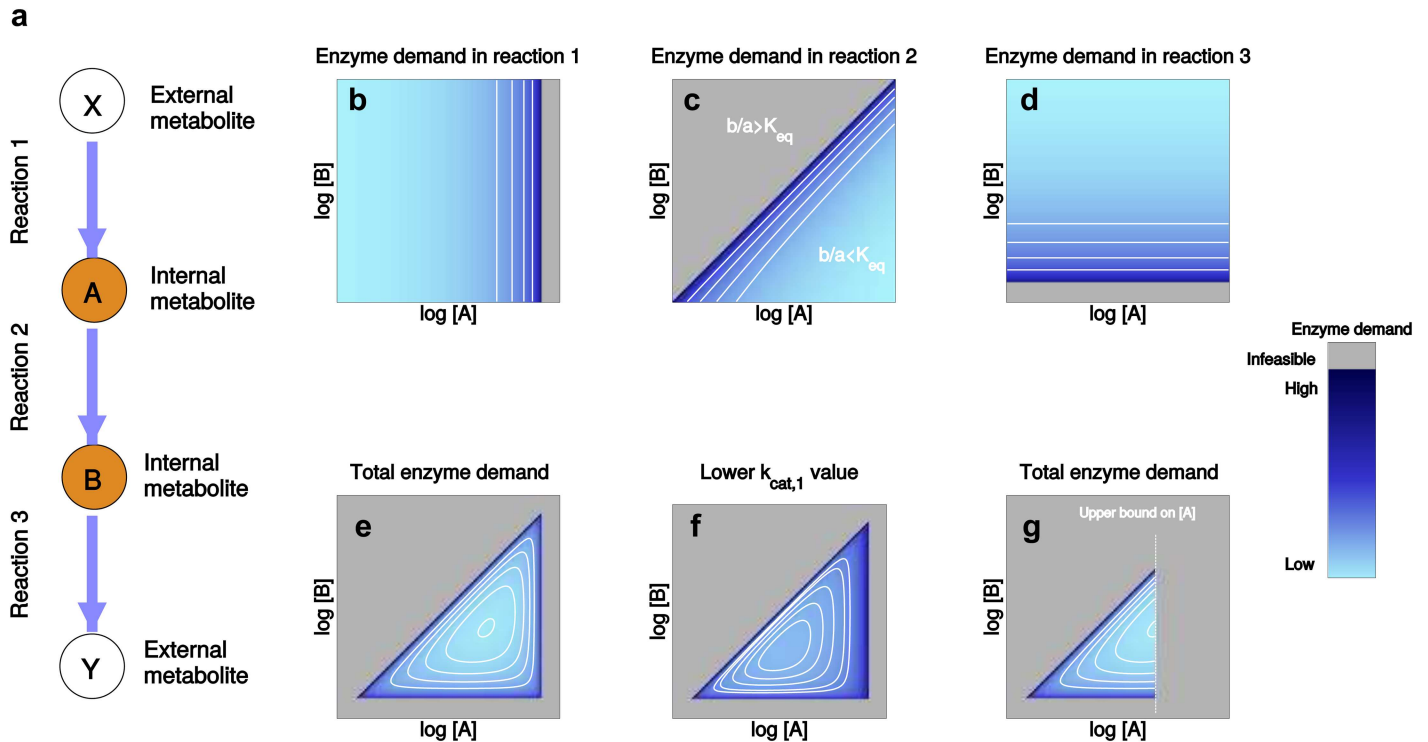 a
X
External
metabolite
Reaction 1
A
Internal
metabolite
Reaction 2
B
Internal
metabolite
Reaction 3
Y
External
metabolite
Enzyme demand in reaction 1
b
log [B]
log [A]
Enzyme demand in reaction 2
c
b/a>Keq
b/a<Keq
log [B]
log [A]
Enzyme demand in reaction 3
d
log [B]
log [A]
Enzyme demand
Infeasible
High
Low
Total enzyme demand
e
log [B]
log [A]
Lower kcat,1 value
f
log [B]
log [A]
Total enzyme demand
g
Upper bound on [A]
log [B]
log [A]